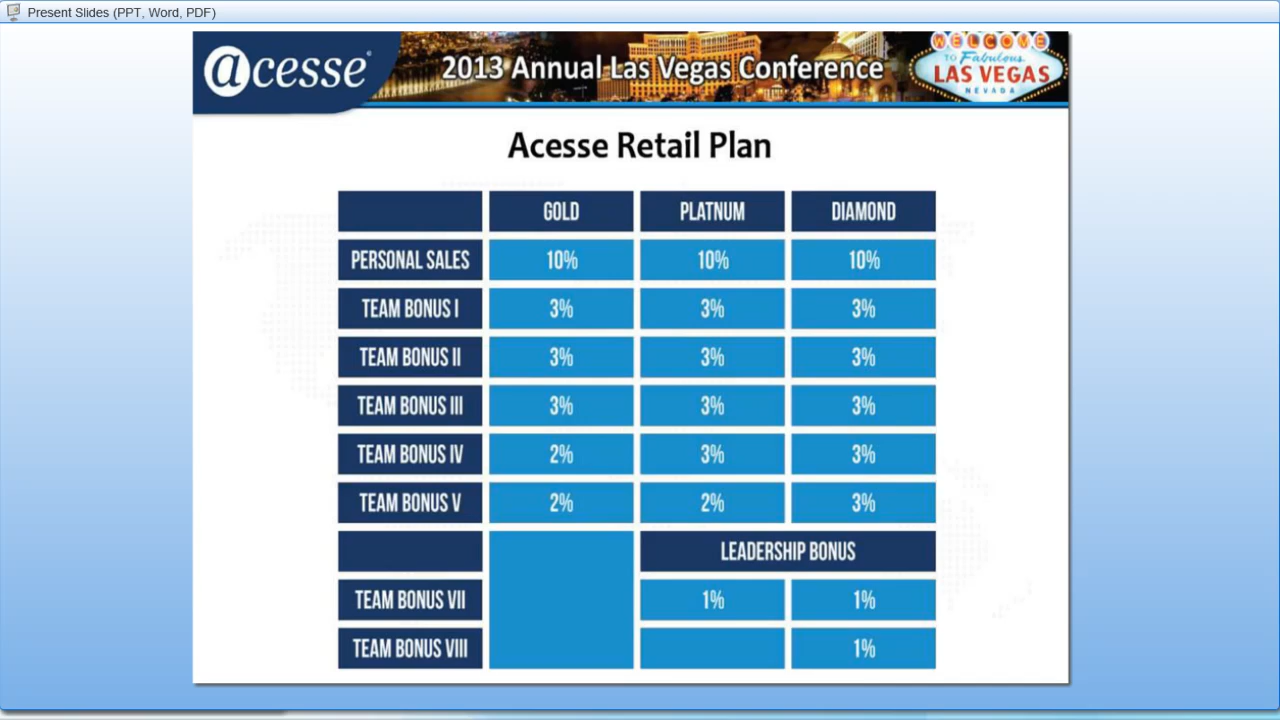 Present Slides (PPT, Word, PDF)
@cesse® 2013 Annual Las Vegas Conference
WELCOME
TO Fabulous
LAS VEGAS
NEVADA
Acesse Retail Plan
GOLD PLATNUM DIAMOND
PERSONAL SALES 10% 10% 10%
TEAM BONUS I 3% 3% 3%
TEAM BONUS II 3% 3% 3%
TEAM BONUS III 3% 3% 3%
TEAM BONUS IV 2% 3% 3%
TEAM BONUS V 2% 2% 3%
LEADERSHIP BONUS
TEAM BONUS VII 1% 1%
TEAM BONUS VIII 1%